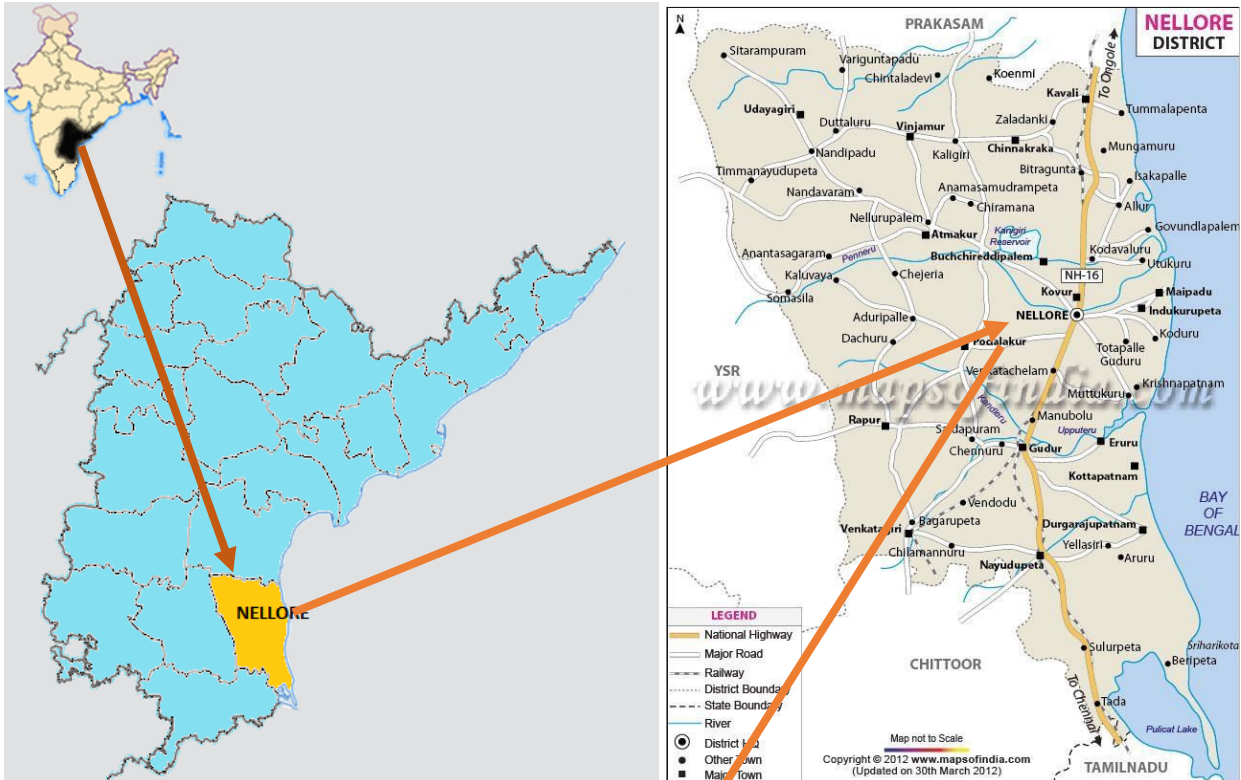 NELLORE
PRAKASAM
NELLORE
DISTRICT
N
To Ongole
Sitarampuram
Variguntapadu
Chintaladevi
Koenmi
Kavali
Tummalapenta
Udayagiri
Duttaluru
Vinjamur
Zaladanki
Kaligiri
Chinnakraka
Mungamuru
Nandipadu
Bitragunta
Isakapalle
Timmanayudupeta
Nandavaram
Anamasamudrampeta
Chiramana
Allur
Nellurupalem
Govundlapalem
Atmakur
Kanigiri
Reservoir
Anantasagaram
Penneru
Buchchireddipalem
Kodavaluru
Utukuru
Kaluvaya
Chejeria
NH-16
Somasila
Kovur
Maipadu
NELLORE
Indukurupeta
Aduripalle
Koduru
Dachuru
Podalakur
Totapalle
Guduru
YSR
Venkatachelam
Krishnapatnam
www.mapsofindia.com
Muttukuru
Kandleru
Manubolu
Rapur
Saidapuram
Upputeru
Chennuru
Gudur
Eruru
Kottapatnam
BAY
OF
BENGAL
Vendodu
Bagarupeta
Venkatagiri
Durgarajupatnam
Chilamannuru
Yellasiri
Aruru
Nayudupeta
LEGEND
National Highway
Major Road
Railway
District Boundary
State Boundary
River
District HQ
Other Town
Major Town
CHITTOOR
Sulurpeta
Sriharikota
Beripeta
To Chennai
Tada
Pulicat Lake
Map not to Scale
Copyright © 2012 www.mapsofindia.com
(Updated on 30th March 2012)
TAMILNADU